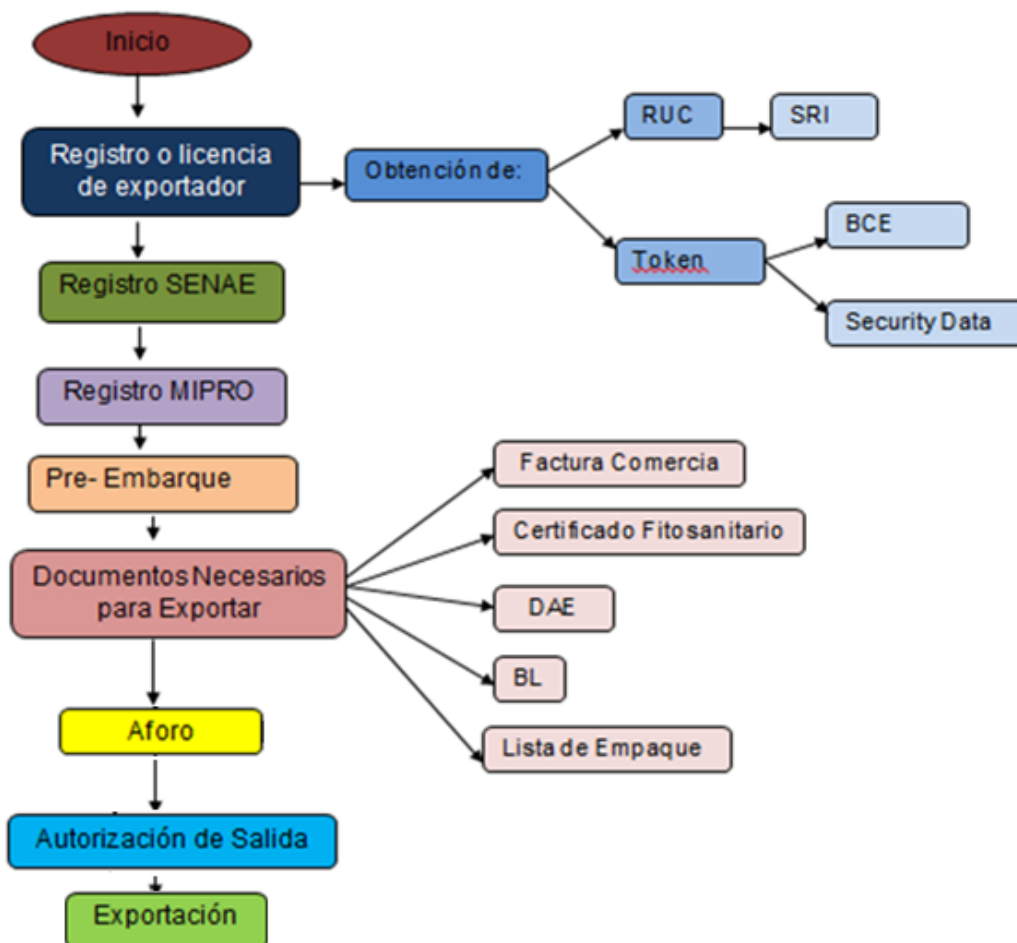 Inicio
Registro o licencia
de exportador
Obtención de:
RUC
SRI
Token
BCE
Security Data
Registro SENAE
Registro MIPRO
Pre- Embarque
Documentos Necesarios
para Exportar
Factura Comercia
Certificado Fitosanitario
DAE
BL
Lista de Empaque
Aforo
Autorización de Salida
Exportación